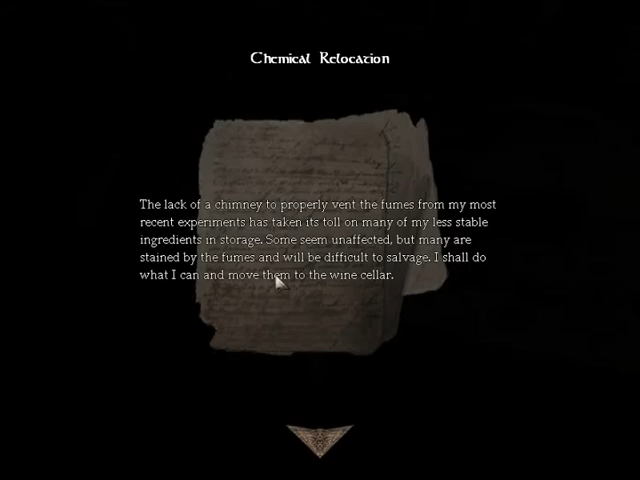 Chemical Relocation
The lack of a chimney to properly vent the fumes from my most
recent experiments has taken its toll on many of my less stable
ingredients in storage. Some seem unaffected, but many are
stained by the fumes and will be difficult to salvage. I shall do
what I can and move them to the wine cellar.